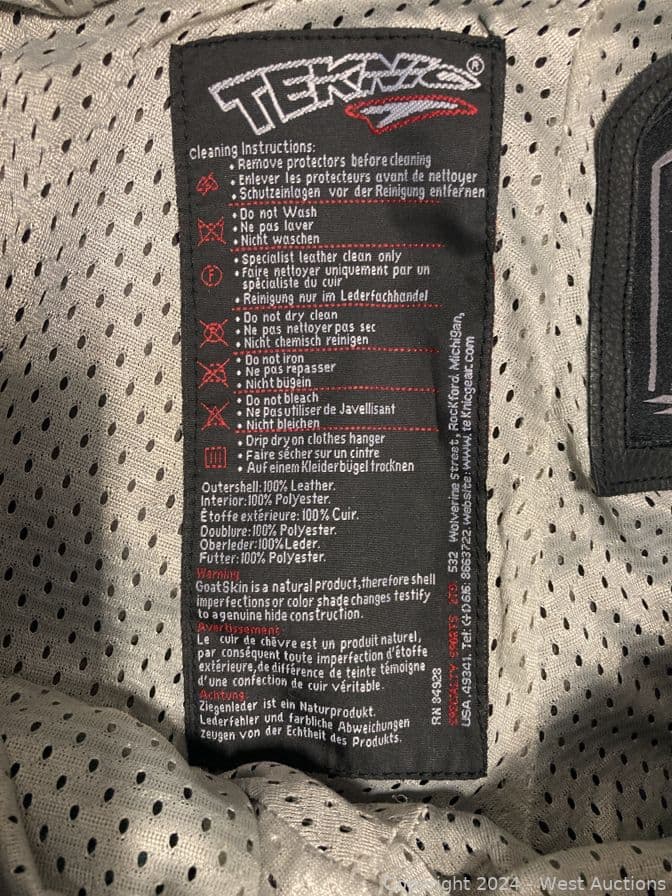 TEKNIC®
Cleaning Instructions:
• Remove protectors before cleaning
• Enlever les protecteurs avant de nettoyer
• Schutzeinlagen vor der Reinigung entfernen
• Do not Wash
• Ne pas laver
• Nicht waschen
• Specialist leather clean only
• Faire nettoyer uniquement par un
spécialiste du cuir
• Reinigung nur im Lederfachhandel
• Do not dry clean
• Ne pas nettoyer pas sec
• Nicht chemisch reinigen
• Do not iron
• Ne pas repasser
• Nicht bügeln
• Do not bleach
• Ne pas utiliser de Javellisant
• Nicht bleichen
• Drip dry on clothes hanger
• Faire sécher sur un cintre
• Auf einem Kleiderbügel trocknen
Outershell:100% Leather.
Interior:100% Polyester.
Étoffe extérieure:100% Cuir.
Doublure:100% Polyester.
Oberleder:100% Leder.
Futter:100% Polyester.
Warning
GoatSkin is a natural product, therefore shell
imperfections or color shade changes testify
to a genuine hide construction.
Avertissement:
Le cuir de chèvre est un produit naturel,
par conséquent toute imperfection d'étoffe
extérieure, de différence de teinte témoigne
d'une confection de cuir véritable.
Achtung:
Ziegenleder ist ein Naturprodukt.
Lederfehler und farbliche Abweichungen
zeugen von der Echtheit des Produkts.
RN 84928
SPECIALTY SPORTS LTD. 532 Wolverine Street, Rockford, Michigan,
USA, 49341. Tel: 616 8663722. Website: www.teknicgear.com
Copyright 2024 - West Auctions